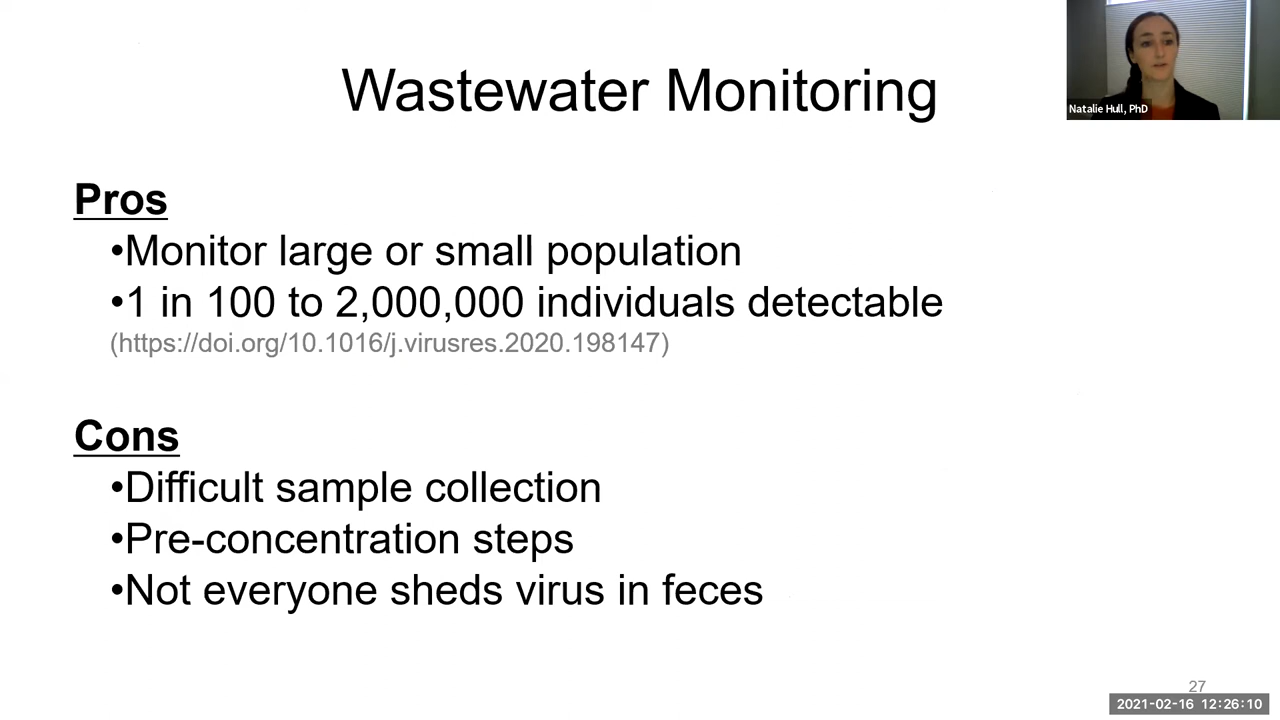 Wastewater Monitoring
Natalie Hull, PhD
Pros
•Monitor large or small population
•1 in 100 to 2,000,000 individuals detectable
(https://doi.org/10.1016/j.virusres.2020.198147)
Cons
•Difficult sample collection
•Pre-concentration steps
•Not everyone sheds virus in feces
27
2021-02-16 12:26:10